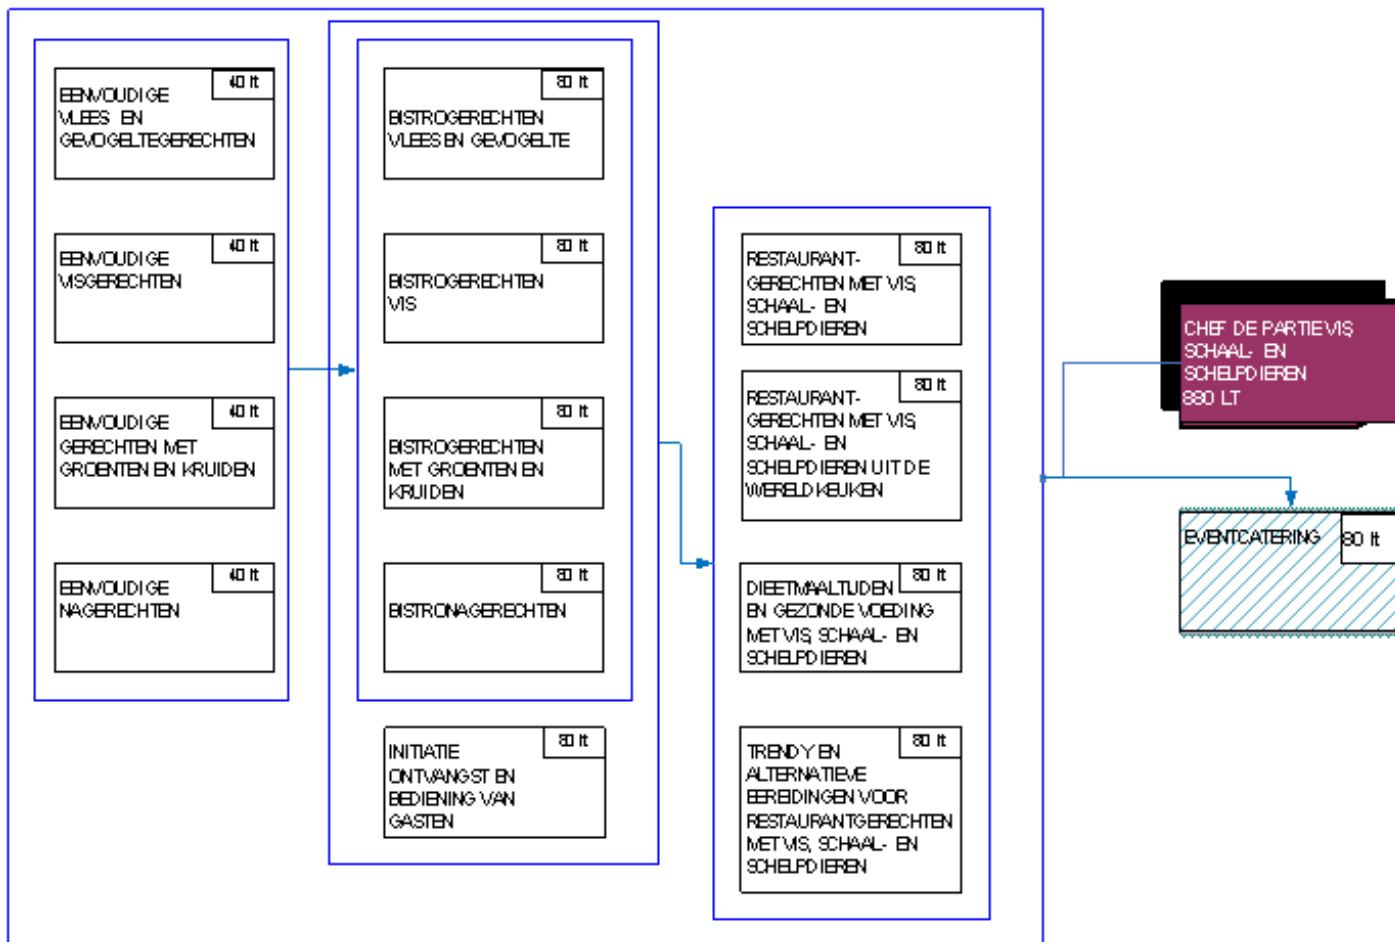 40 lt
EENVOUDIGE
VLEES EN
GEVOGELTEGERECHTEN
40 lt
EENVOUDIGE
VISGERECHTEN
40 lt
EENVOUDIGE
GERECHTEN MET
GROENTEN EN KRUIDEN
40 lt
EENVOUDIGE
NAGERECHTEN
80 lt
BISTROGERECHTEN
VLEES EN GEVOGELTE
80 lt
BISTROGERECHTEN
VIS
80 lt
BISTROGERECHTEN
MET GROENTEN EN
KRUIDEN
80 lt
BISTRONAGERECHTEN
80 lt
INITIATIE
ONTVANGST EN
BEDIENING VAN
GASTEN
80 lt
RESTAURANT-
GERECHTEN MET VIS,
SCHAAL- EN
SCHELPDIEREN
80 lt
RESTAURANT-
GERECHTEN MET VIS,
SCHAAL- EN
SCHELPDIEREN UIT DE
WERELDKEUKEN
80 lt
DIEETMAALTIJDEN
EN GEZONDE VOEDING
MET VIS, SCHAAL- EN
SCHELPDIEREN
80 lt
TRENDY EN
ALTERNATIEVE
BEREIDINGEN VOOR
RESTAURANTGERECHTEN
MET VIS, SCHAAL- EN
SCHELPDIEREN
CHEF DE PARTIE VIS,
SCHAAL- EN
SCHELPDIEREN
880 LT
EVENTCATERING
80 lt